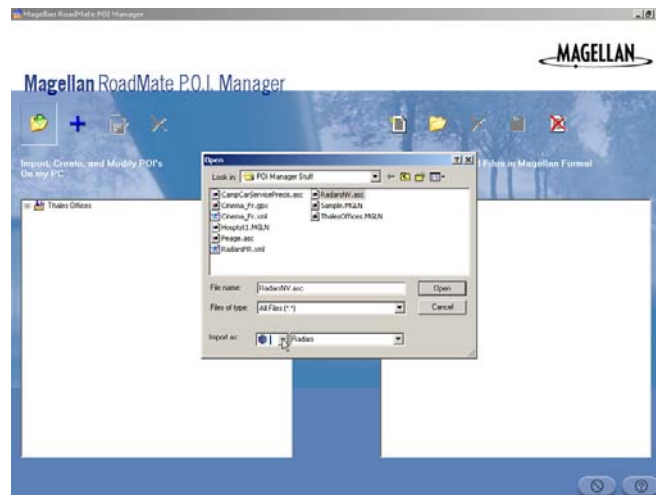 Magellan RoadMate POI Manager
MAGELLAN
Magellan RoadMate P.O.I. Manager
Import, Create, and Modify POI's
On my PC
Files in Magellan Format
Thales Offices
Open
Look in: POI Manager Stuff
CampCarServicePrecis.asc
Cinema_Fr.gpx
Cinema_Fr.xml
Hosptst1.MGLN
Peage.asc
RadarsFR.xml
RadarsNV.asc
Sample.MGLN
ThalesOffices.MGLN
File name: RadarsNV.asc
Open
Files of type: All Files (*.*)
Cancel
Import as: Radars